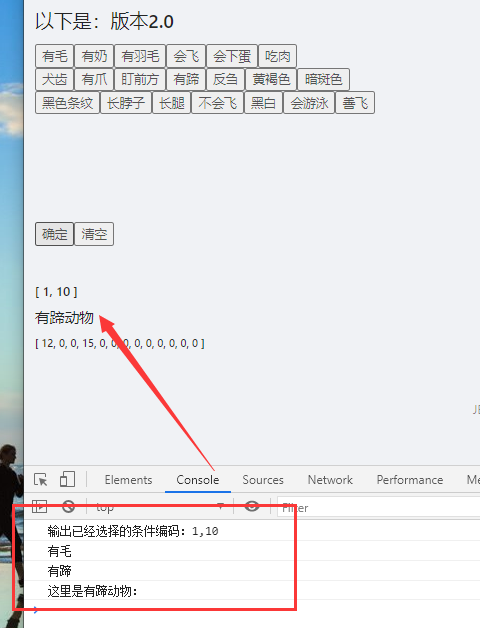 以下是：版本2.0
有毛 有奶 有羽毛 会飞 会下蛋 吃肉
犬齿 有爪 盯前方 有蹄 反刍 黄褐色 暗斑色
黑色条纹 长脖子 长腿 不会飞 黑白 会游泳 善飞
确定 清空
[ 1, 10 ]
有蹄动物
[ 12, 0, 0, 15, 0, 0, 0, 0, 0, 0, 0, 0, 0 ]
Elements Console Sources Network Performance Me
top Filter
输出已经选择的条件编码：1,10
有毛
有蹄
这里是有蹄动物：